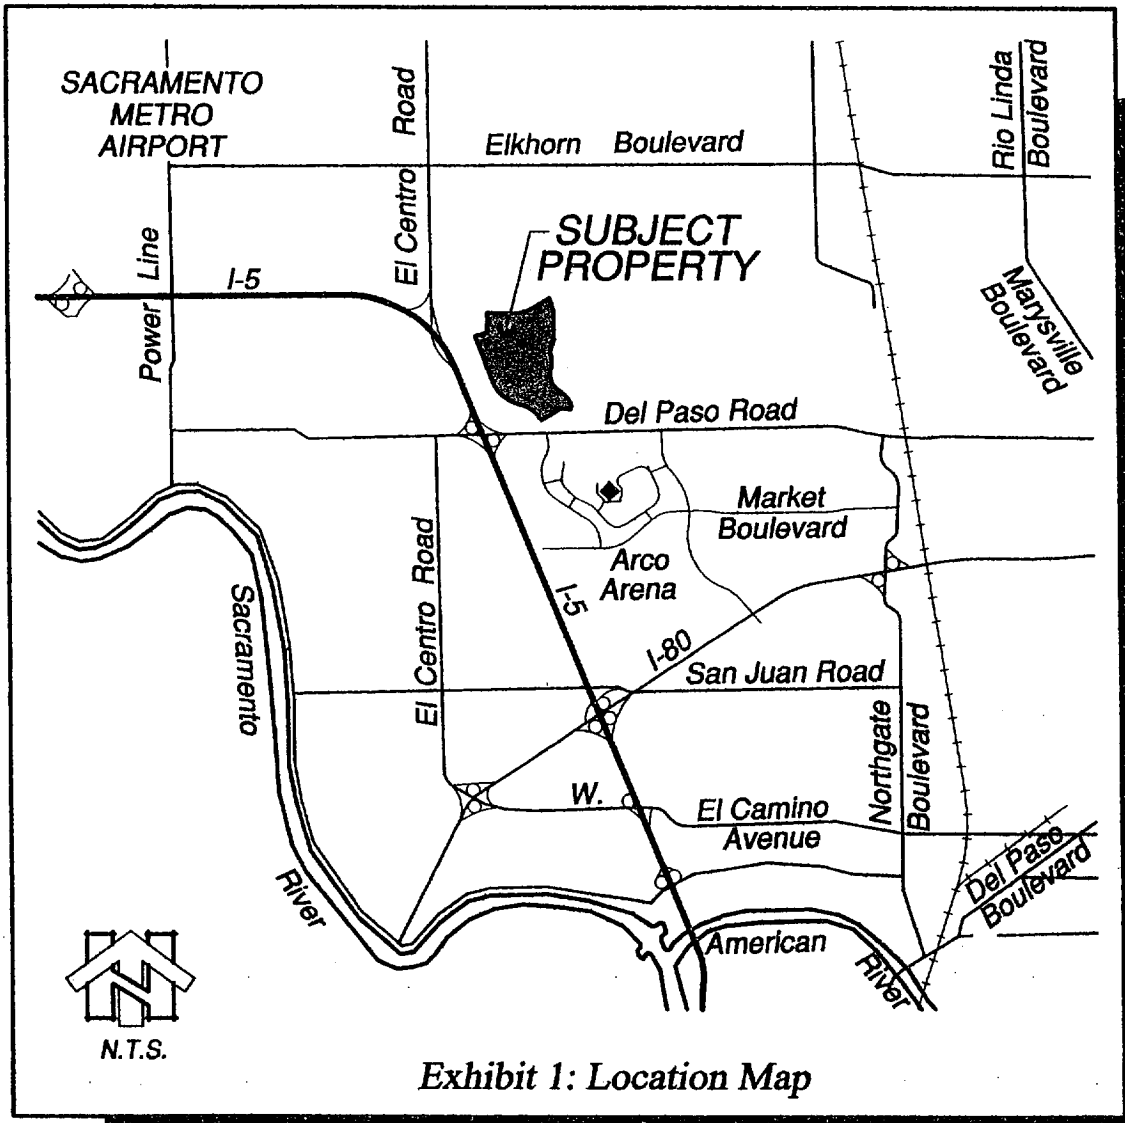 SACRAMENTO
METRO
AIRPORT
El Centro Road
Elkhorn Boulevard
Rio Linda
Boulevard
SUBJECT
PROPERTY
Power Line
I-5
Marysville
Boulevard
Del Paso Road
Market
Boulevard
Arco
Arena
El Centro Road
I-5
I-80
San Juan Road
Sacramento
River
Northgate
Boulevard
W.
El Camino
Avenue
Del Paso
Boulevard
American
River
N
N.T.S.
Exhibit 1: Location Map